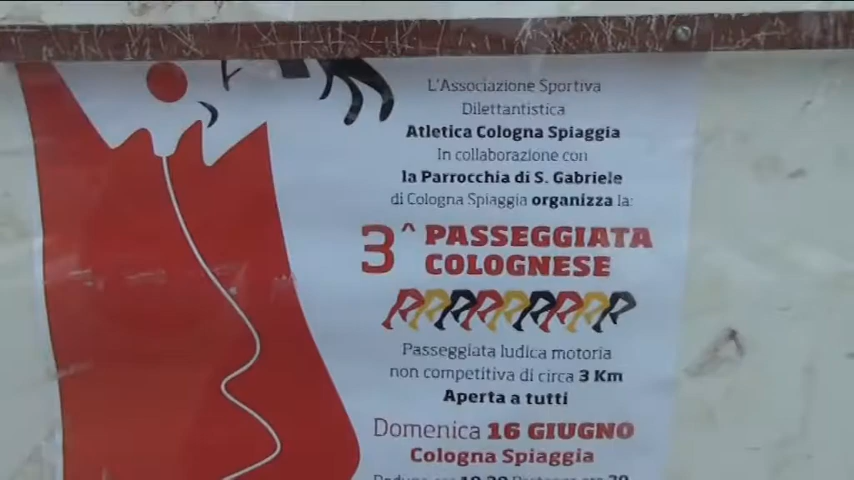 L'Associazione Sportiva
Dilettantistica
Atletica Cologna Spiaggia
in collaborazione con
la Parrocchia di S. Gabriele
di Cologna Spiaggia organizza la:
3^ PASSEGGIATA
COLOGNESE
Passeggiata ludica motoria
non competitiva di circa 3 Km
Aperta a tutti
Domenica 16 GIUGNO
Cologna Spiaggia